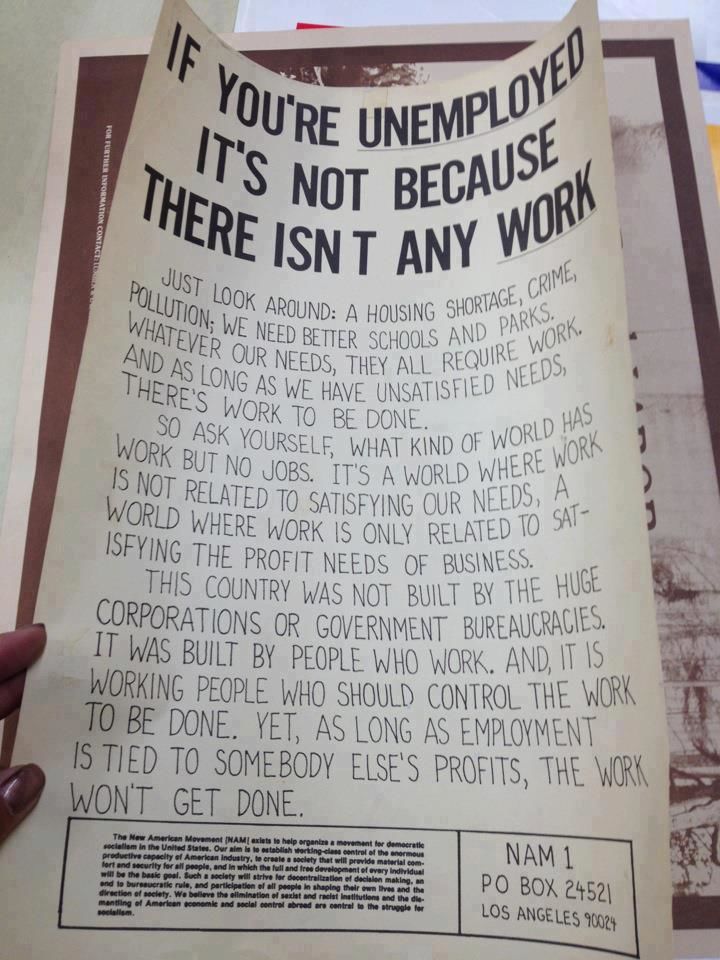 IF YOU'RE UNEMPLOYED
IT'S NOT BECAUSE
THERE ISN T ANY WORK
JUST LOOK AROUND: A HOUSING SHORTAGE, CRIME,
POLLUTION; WE NEED BETTER SCHOOLS AND PARKS.
WHATEVER OUR NEEDS, THEY ALL REQUIRE WORK.
AND AS LONG AS WE HAVE UNSATISFIED NEEDS,
THERE'S WORK TO BE DONE.
SO ASK YOURSELF, WHAT KIND OF WORLD HAS
WORK BUT NO JOBS. IT'S A WORLD WHERE WORK
IS NOT RELATED TO SATISFYING OUR NEEDS, A
WORLD WHERE WORK IS ONLY RELATED TO SAT-
ISFYING THE PROFIT NEEDS OF BUSINESS.
THIS COUNTRY WAS NOT BUILT BY THE HUGE
CORPORATIONS OR GOVERNMENT BUREAUCRACIES.
IT WAS BUILT BY PEOPLE WHO WORK. AND, IT IS
WORKING PEOPLE WHO SHOULD CONTROL THE WORK
TO BE DONE. YET, AS LONG AS EMPLOYMENT
IS TIED TO SOMEBODY ELSE'S PROFITS, THE WORK
WON'T GET DONE.
The New American Movement [NAM] exists to help organize a movement for democratic
socialism in the United States. Our aim is to establish working-class control of the enormous
productive capacity of American industry, to create a society that will provide material com-
fort and security for all people, and in which the full and free development of every individual
will be the basic goal. Such a society will strive for decentralization of decision making, an
end to bureaucratic rule, and participation of all people in shaping their own lives and the
direction of society. We believe the elimination of sexist and racist institutions and the dis-
mantling of American economic and social control abroad are central to the struggle for
socialism.
NAM 1
PO BOX 24521
LOS ANGELES 90024
FOR FURTHER INFORMATION CONTACT